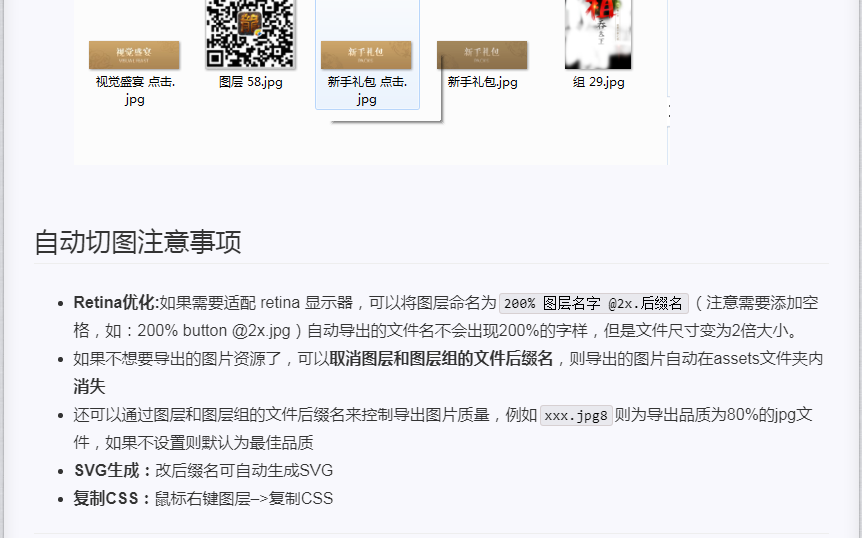 视觉盛宴
新手礼包
新手礼包
视觉盛宴 点击.
jpg
图层 58.jpg
新手礼包 点击.
jpg
新手礼包.jpg
组 29.jpg
自动切图注意事项
Retina优化:如果需要适配 retina 显示器，可以将图层命名为 200% 图层名字 @2x.后缀名（注意需要添加空
格，如：200% button @2x.jpg）自动导出的文件名不会出现200%的字样，但是文件尺寸变为2倍大小。
如果不想要导出的图片资源了，可以取消图层和图层组的文件后缀名，则导出的图片自动在assets文件夹内
消失
还可以通过图层和图层组的文件后缀名来控制导出图片质量，例如 xxx.jpg8 则为导出品质为80%的jpg文
件，如果不设置则默认为最佳品质
SVG生成：改后缀名可自动生成SVG
复制CSS：鼠标右键图层–>复制CSS